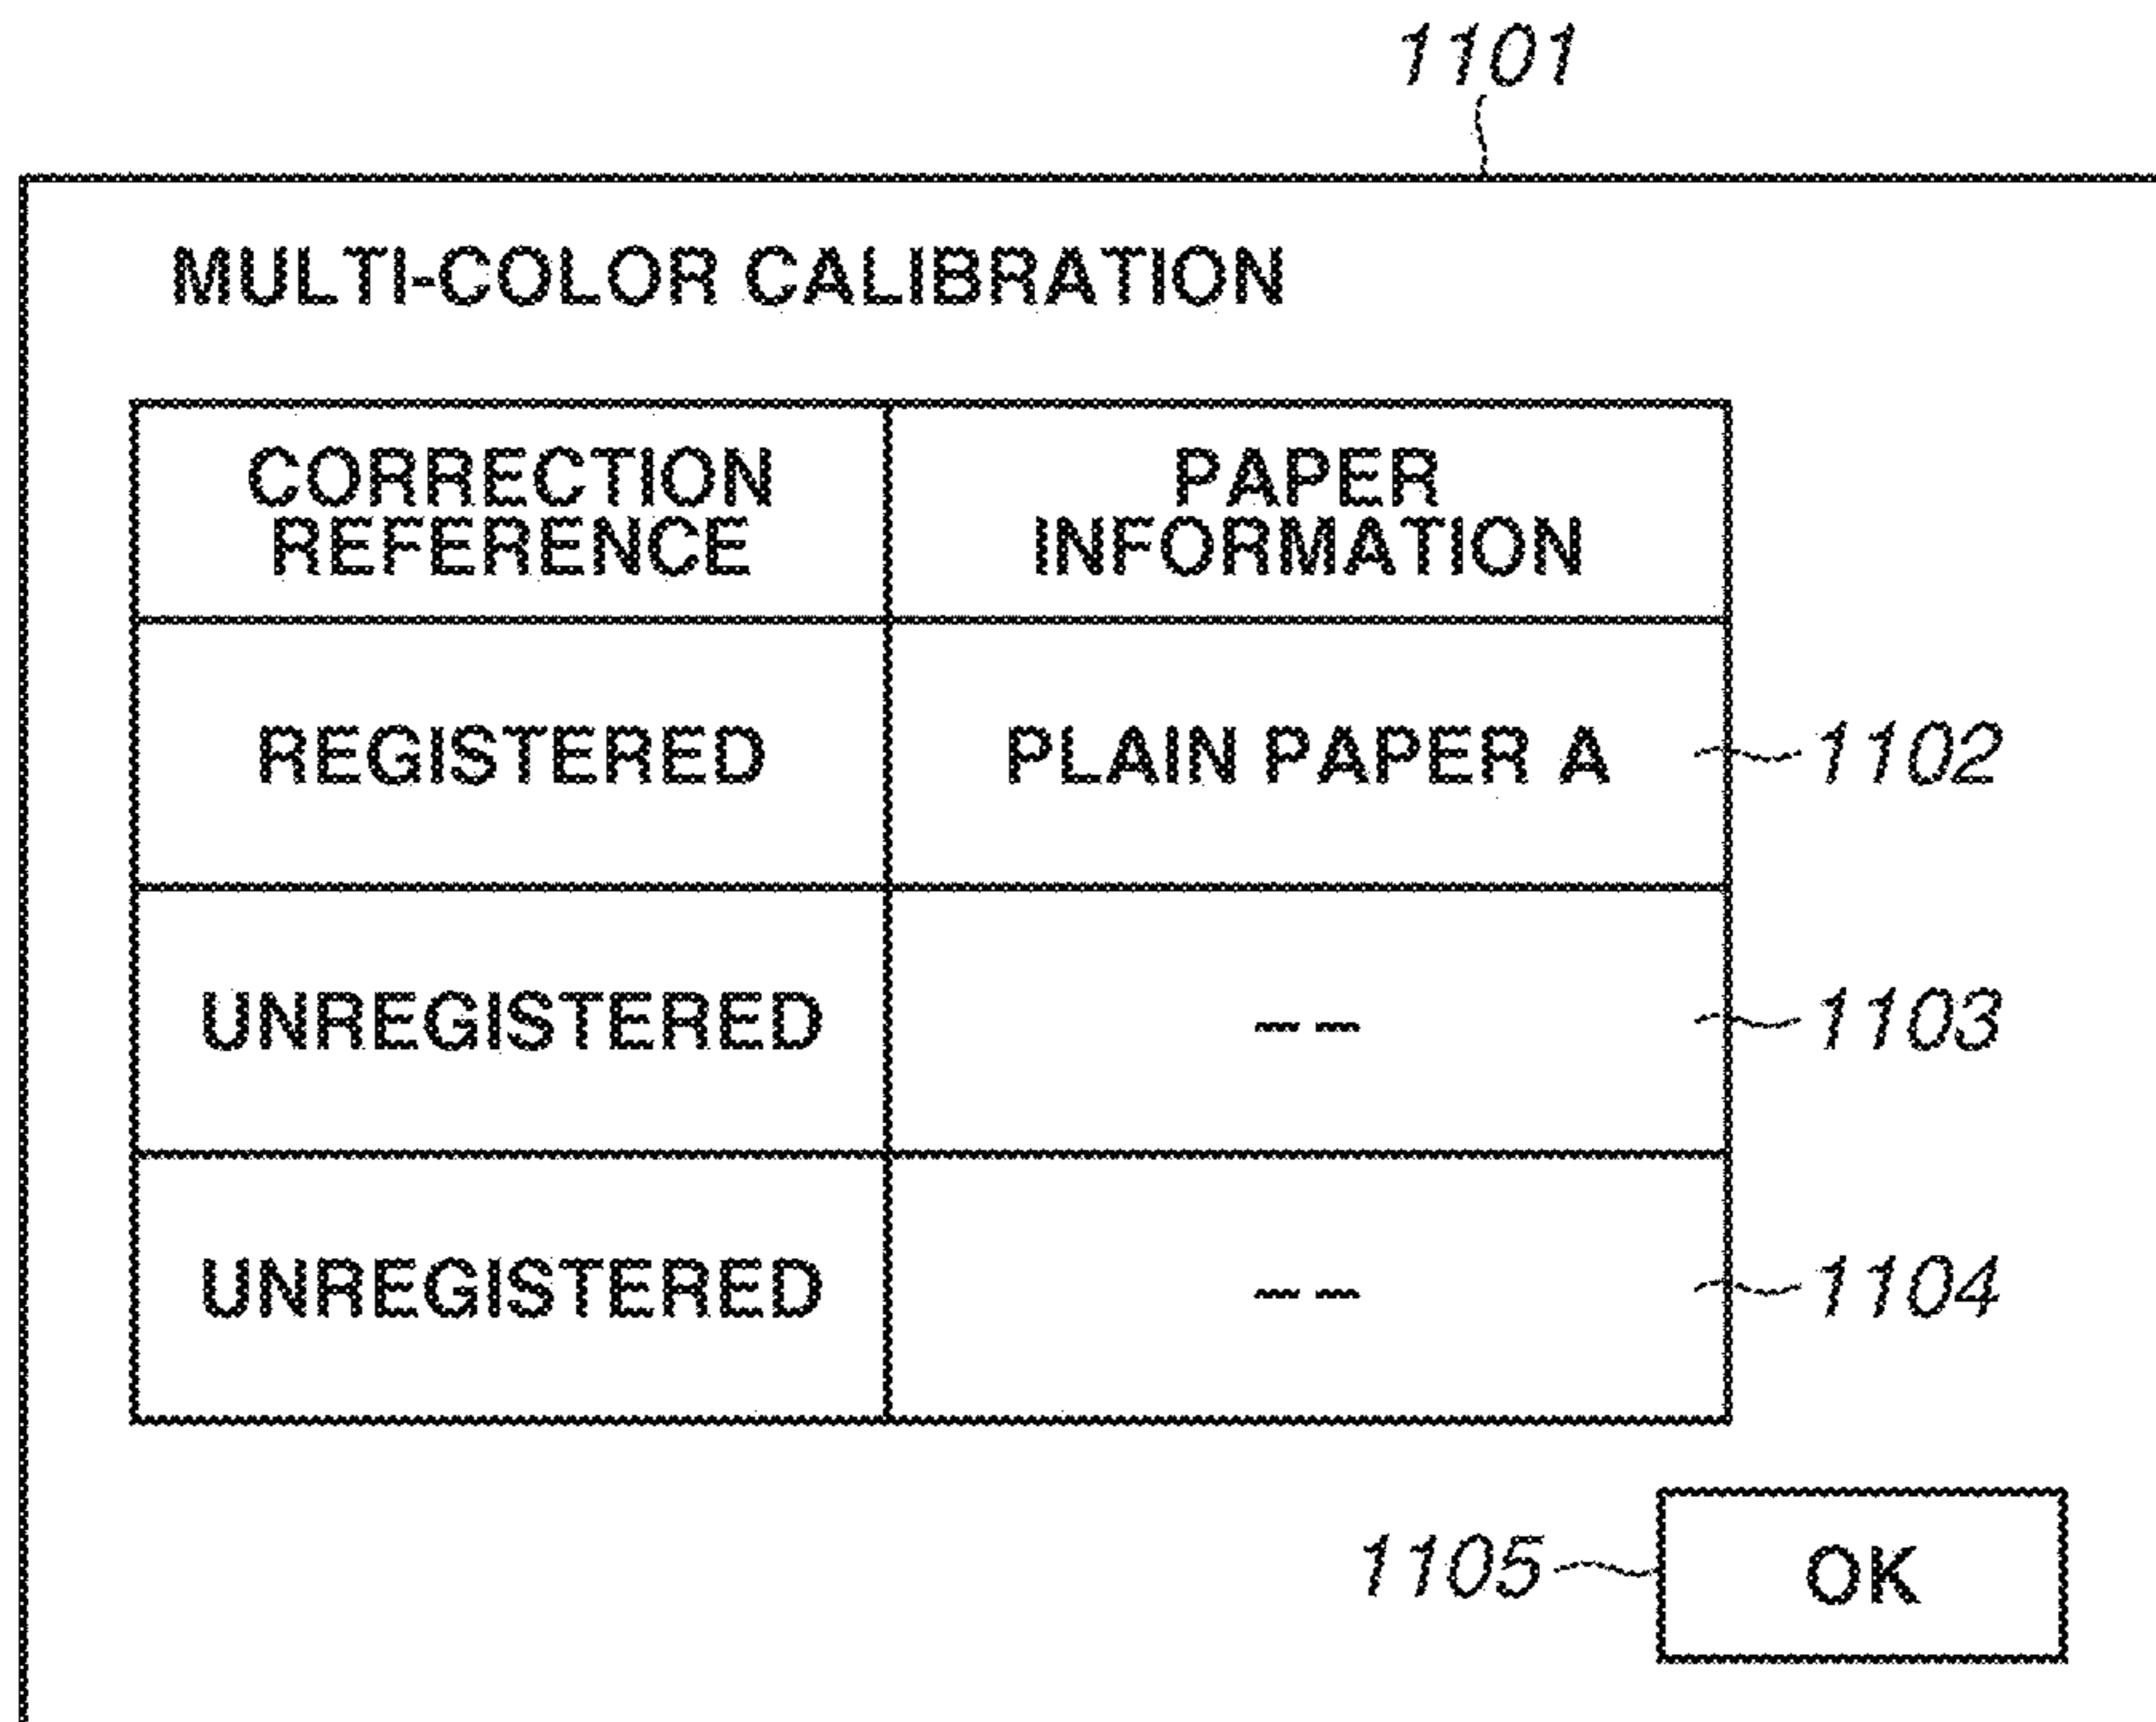 1101
MULTI-COLOR CALIBRATION
CORRECTION
REFERENCE
PAPER
INFORMATION
REGISTERED
PLAIN PAPER A
1102
UNREGISTERED
--
1103
UNREGISTERED
--
1104
1105
OK